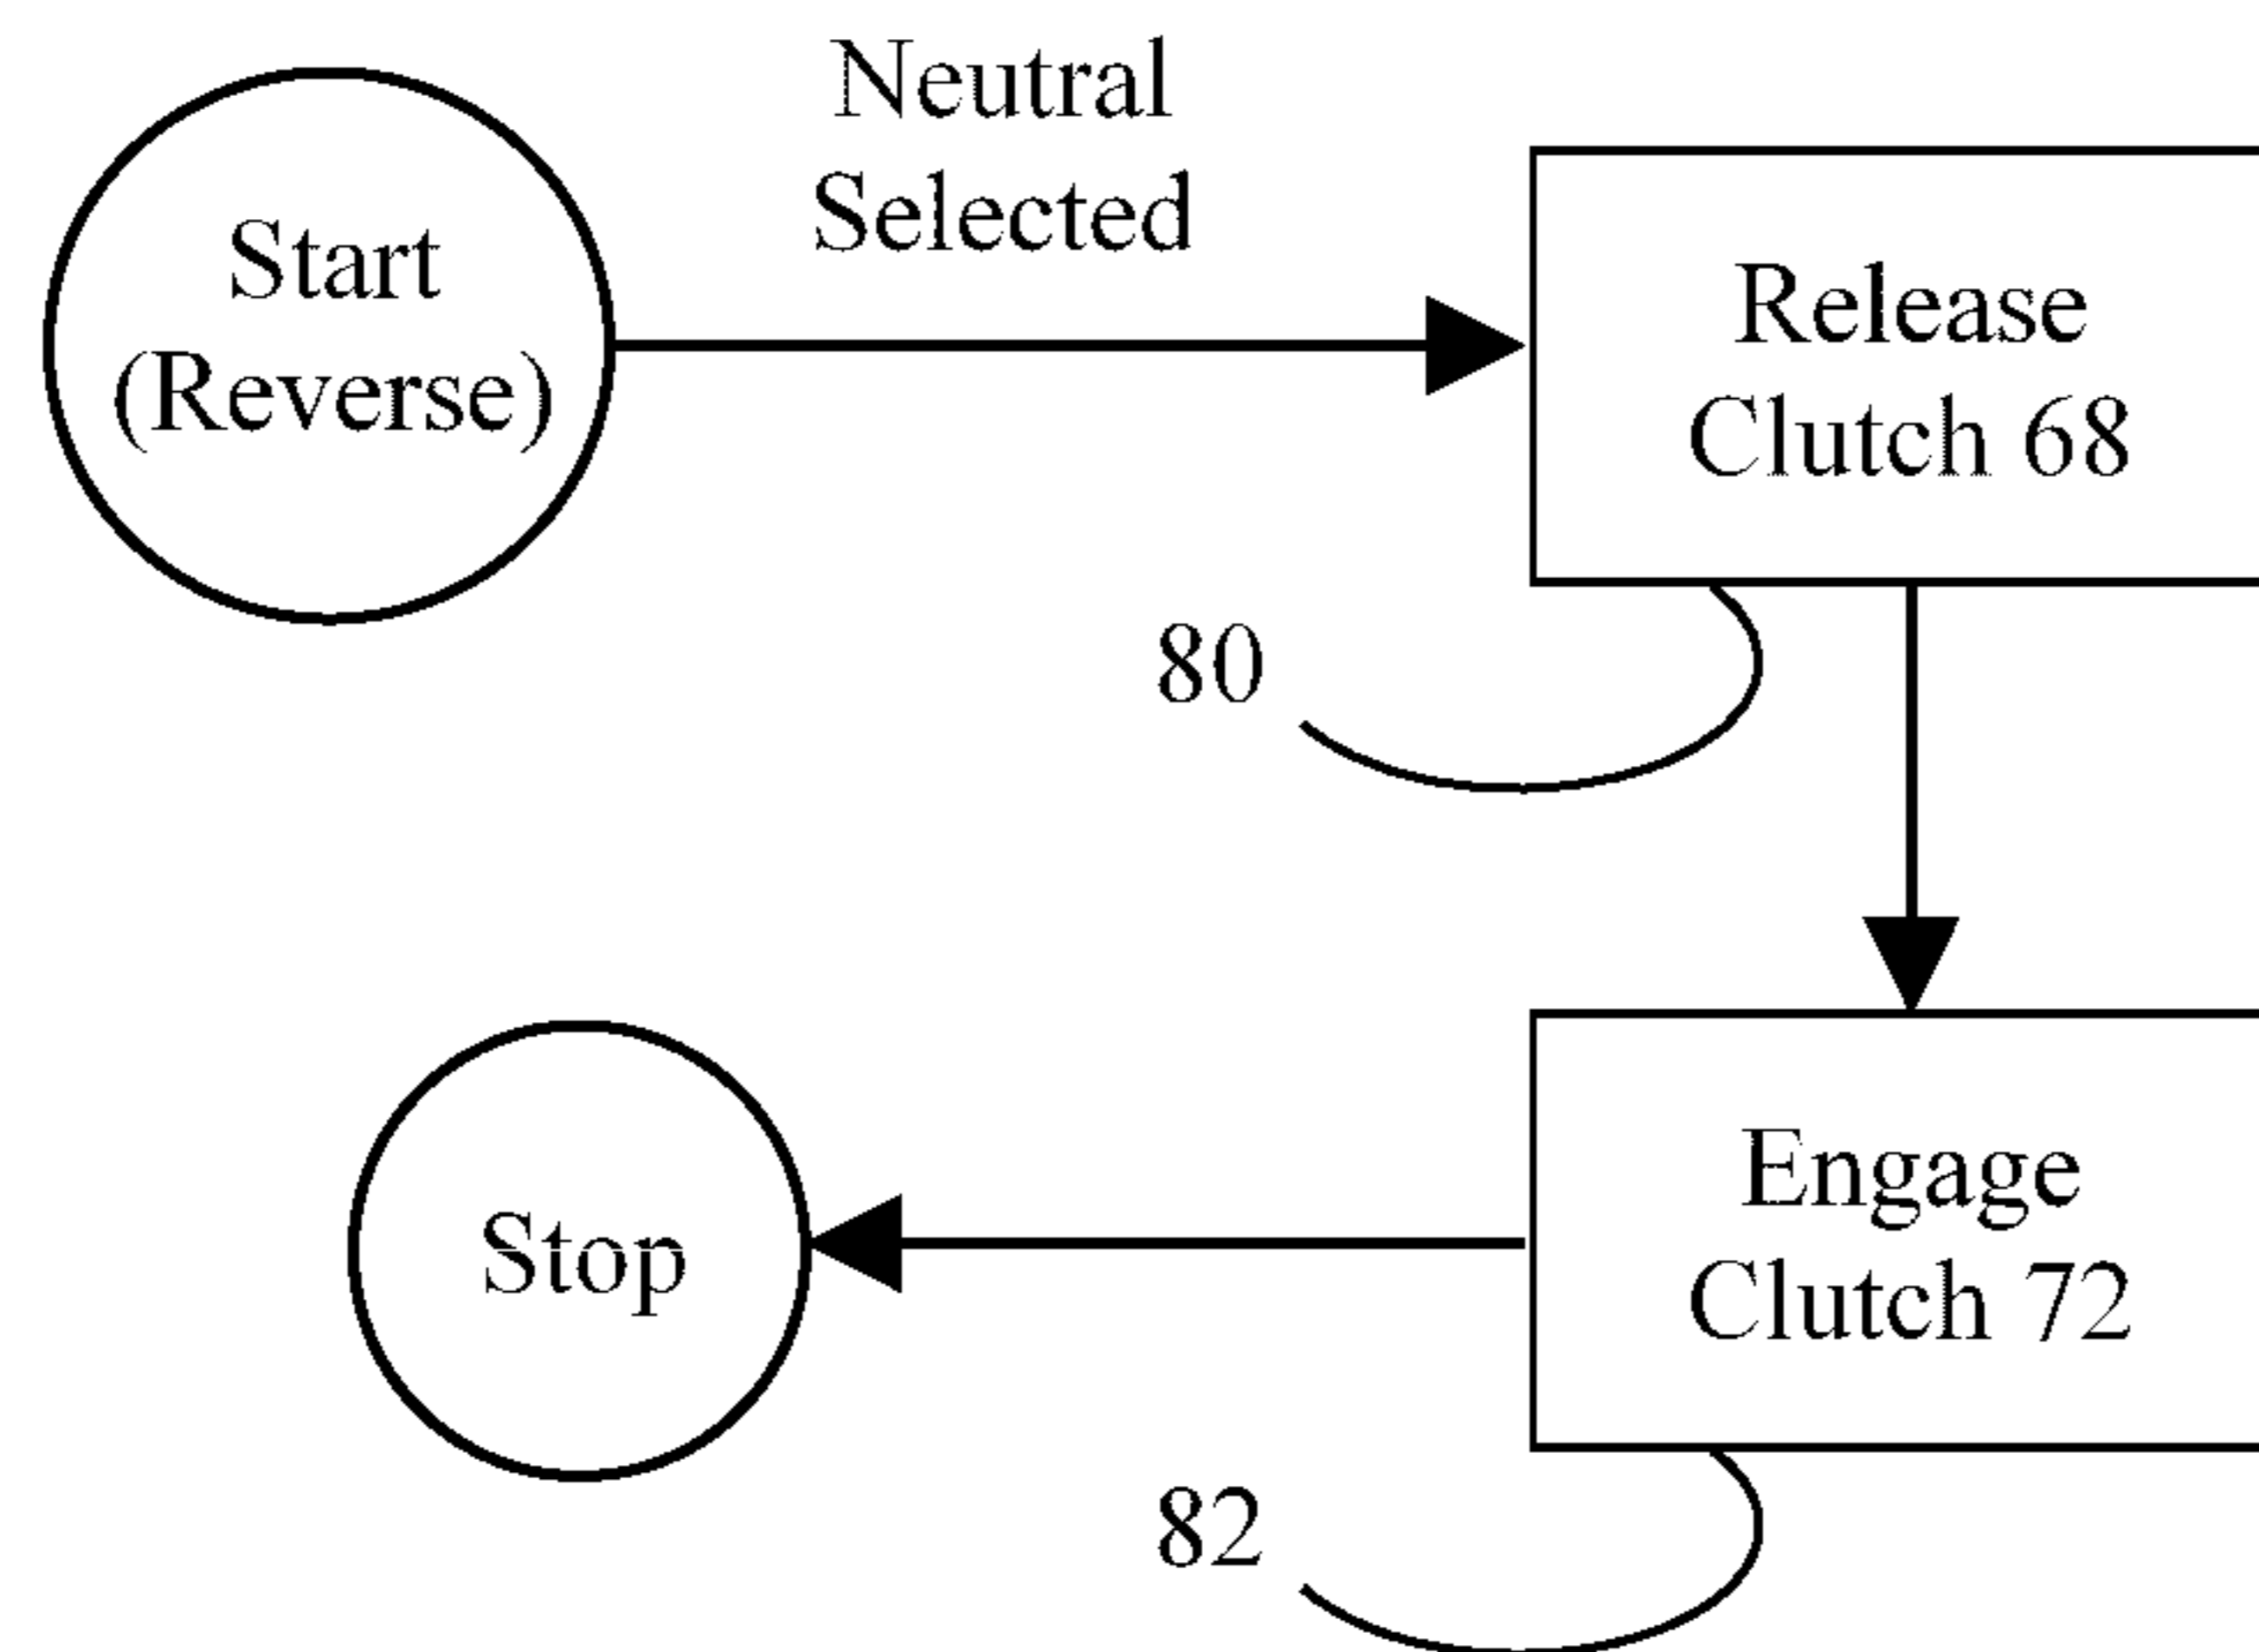 Neutral
Selected
Start
(Reverse)
Release
Clutch 68
80
Engage
Clutch 72
Stop
82